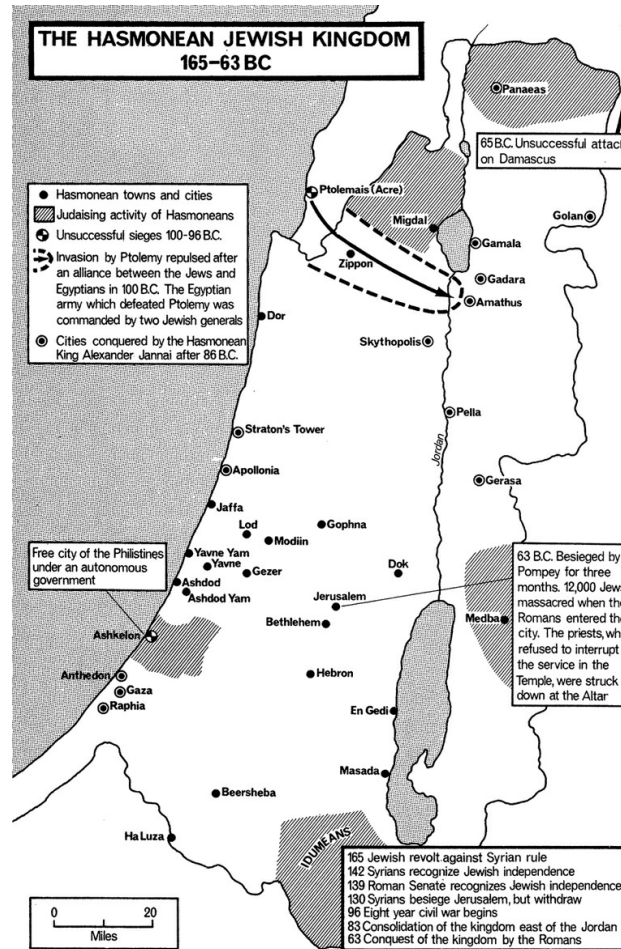 THE HASMONEAN JEWISH KINGDOM
165–63 BC
Panaeas
65 B.C. Unsuccessful attack
on Damascus
Hasmonean towns and cities
Judaising activity of Hasmoneans
Unsuccessful sieges 100-96 B.C.
Invasion by Ptolemy repulsed after
an alliance between the Jews and
Egyptians in 100 B.C. The Egyptian
army which defeated Ptolemy was
commanded by two Jewish generals
Cities conquered by the Hasmonean
King Alexander Jannai after 86 B.C.
Ptolemais (Acre)
Migdal
Golan
Gamala
Zippon
Gadara
Amathus
Dor
Skythopolis
Pella
Straton's Tower
Jordan
Apollonia
Gerasa
Jaffa
Lod
Gophna
Modiin
Free city of the Philistines
under an autonomous
government
Yavne Yam
Yavne
Gezer
Dok
Ashdod
Ashdod Yam
Jerusalem
63 B.C. Besieged by
Pompey for three
months. 12,000 Jews
massacred when the
Romans entered the
city. The priests, wh
refused to interrupt
the service in the
Temple, were struck
down at the Altar
Bethlehem
Medba
Ashkelon
Anthedon
Hebron
Gaza
Raphia
En Gedi
Masada
Beersheba
Ha Luza
IDUMEANS
165 Jewish revolt against Syrian rule
142 Syrians recognize Jewish independence
139 Roman Senate recognizes Jewish independence
130 Syrians besiege Jerusalem, but withdraw
96 Eight year civil war begins
83 Consolidation of the kingdom east of the Jordan
63 Conquest of the kingdom by the Romans
0 20
Miles